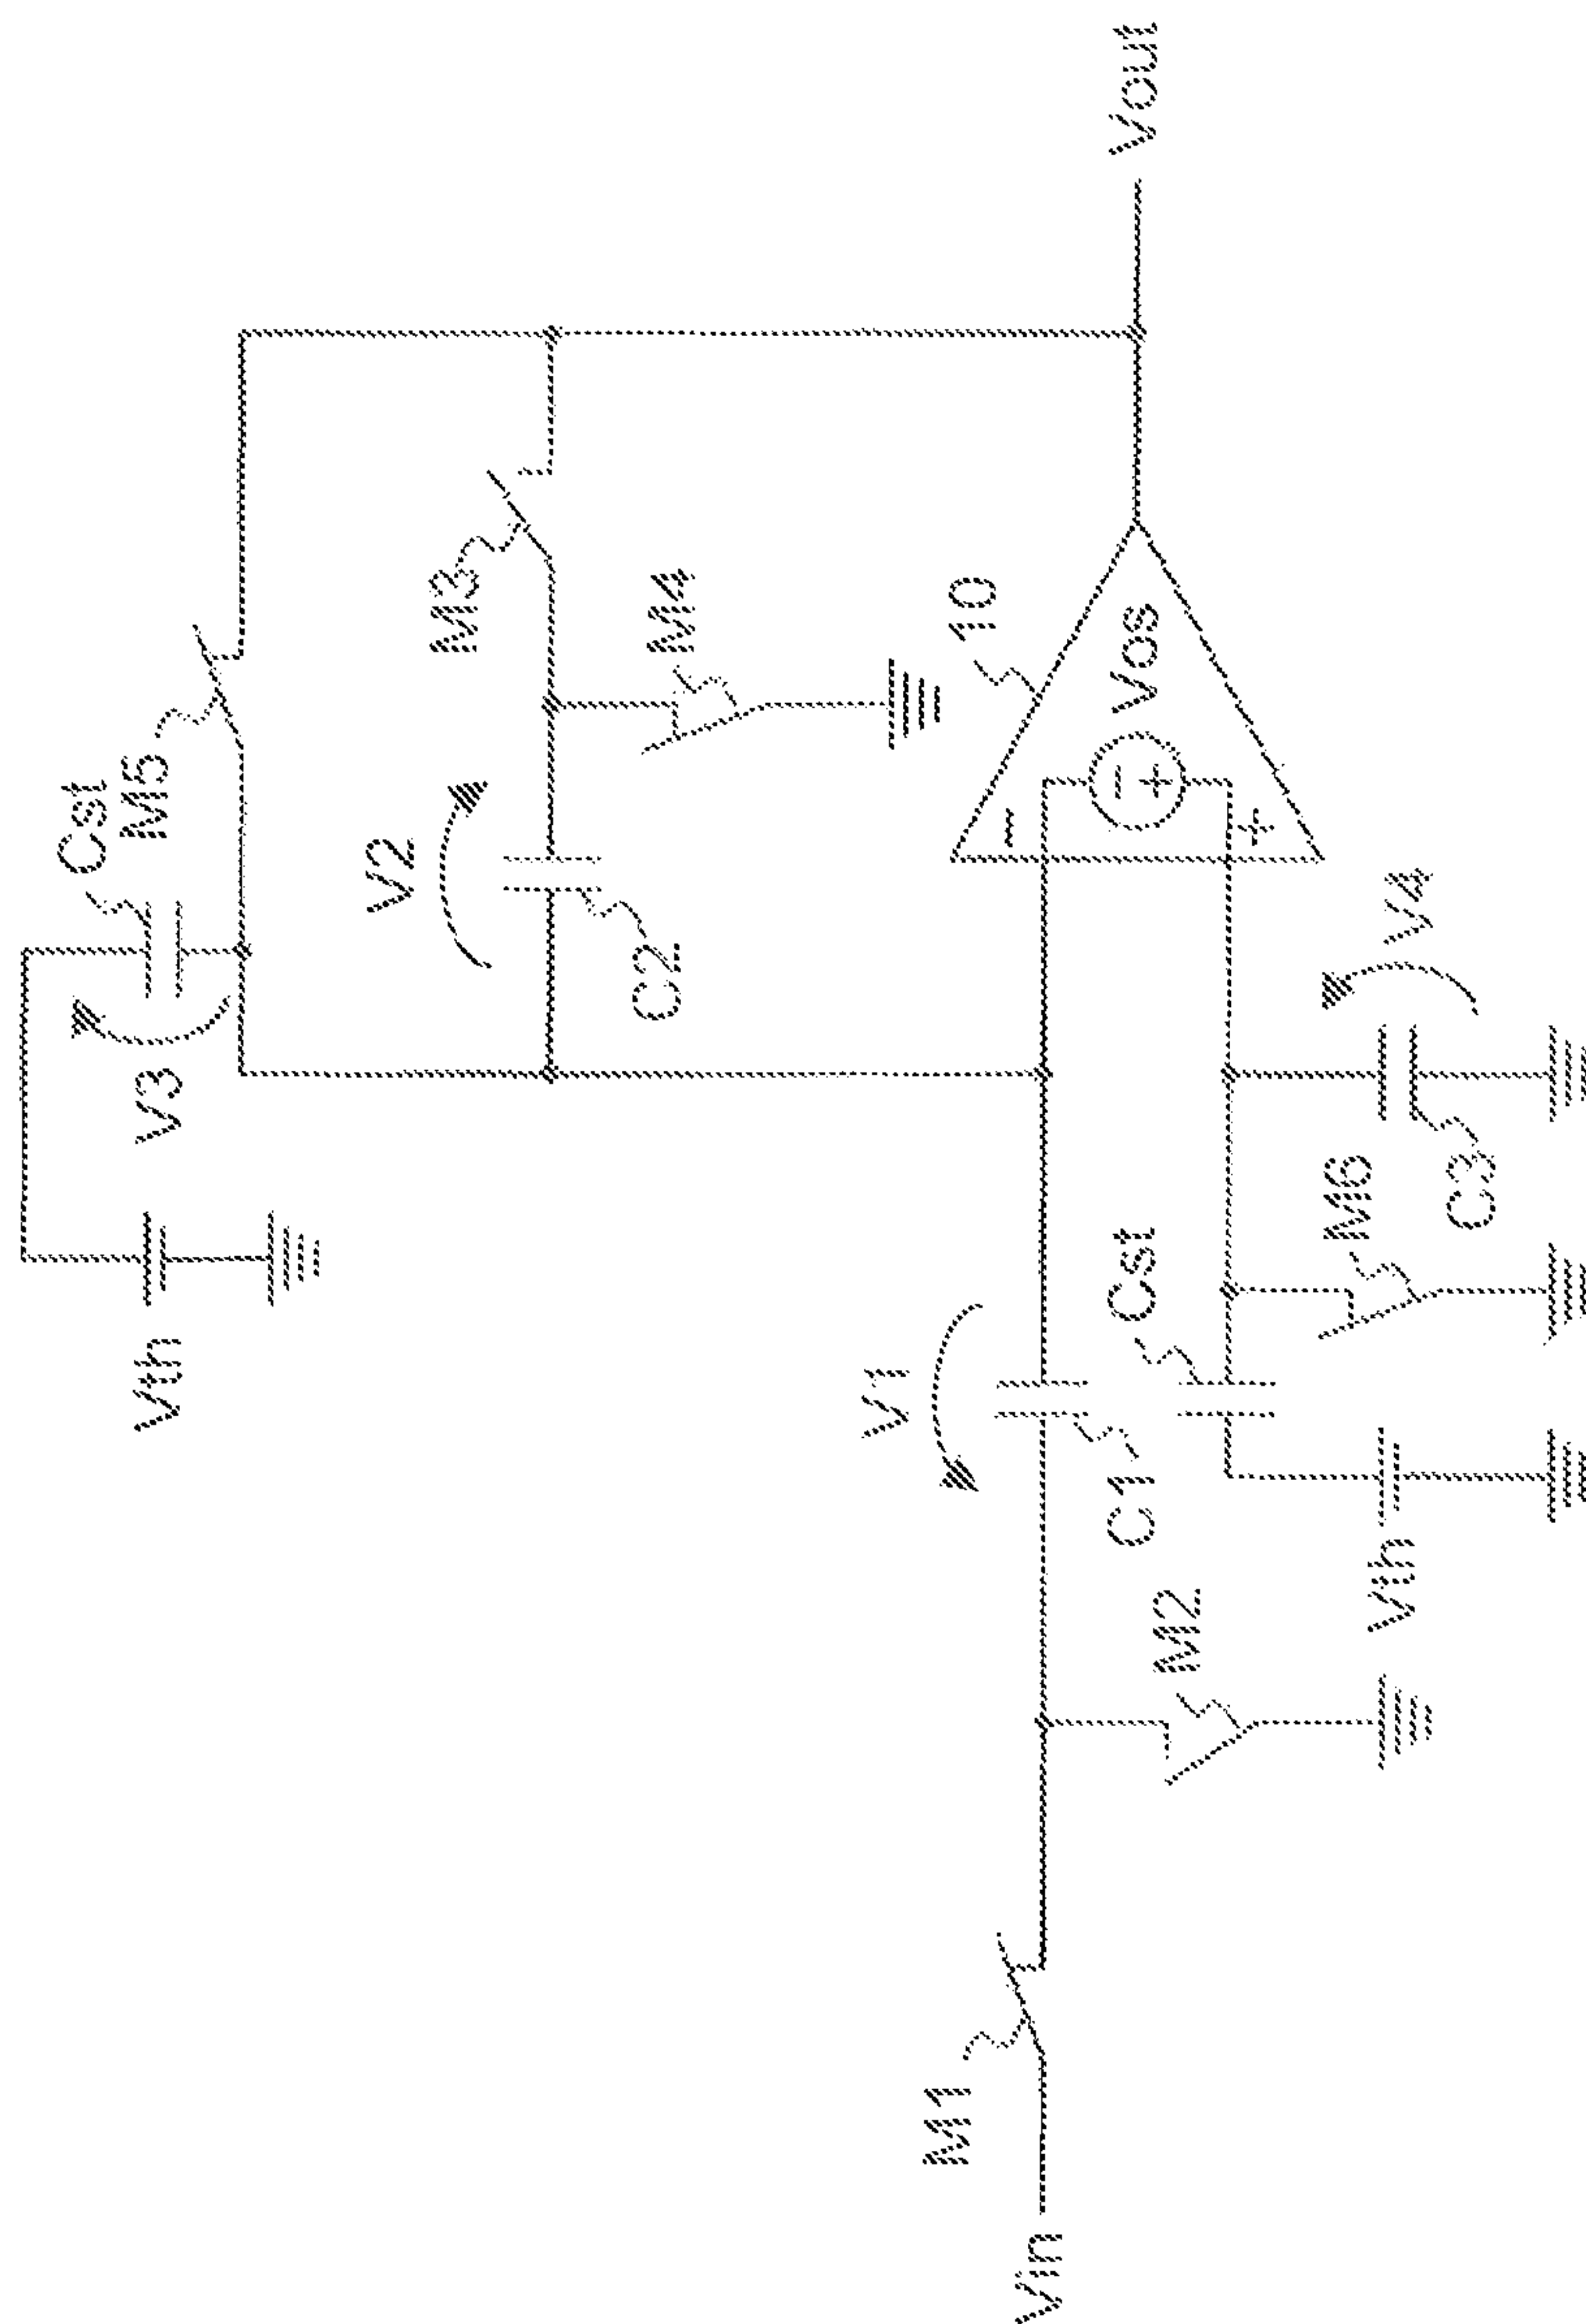 Vth
V3
Cst
M5
V2
C2
M3
M4
10
Vos
−
+
−
+
Vout
V1
C1
Cst
M6
C3
V4
Vin
M1
M2
Vth